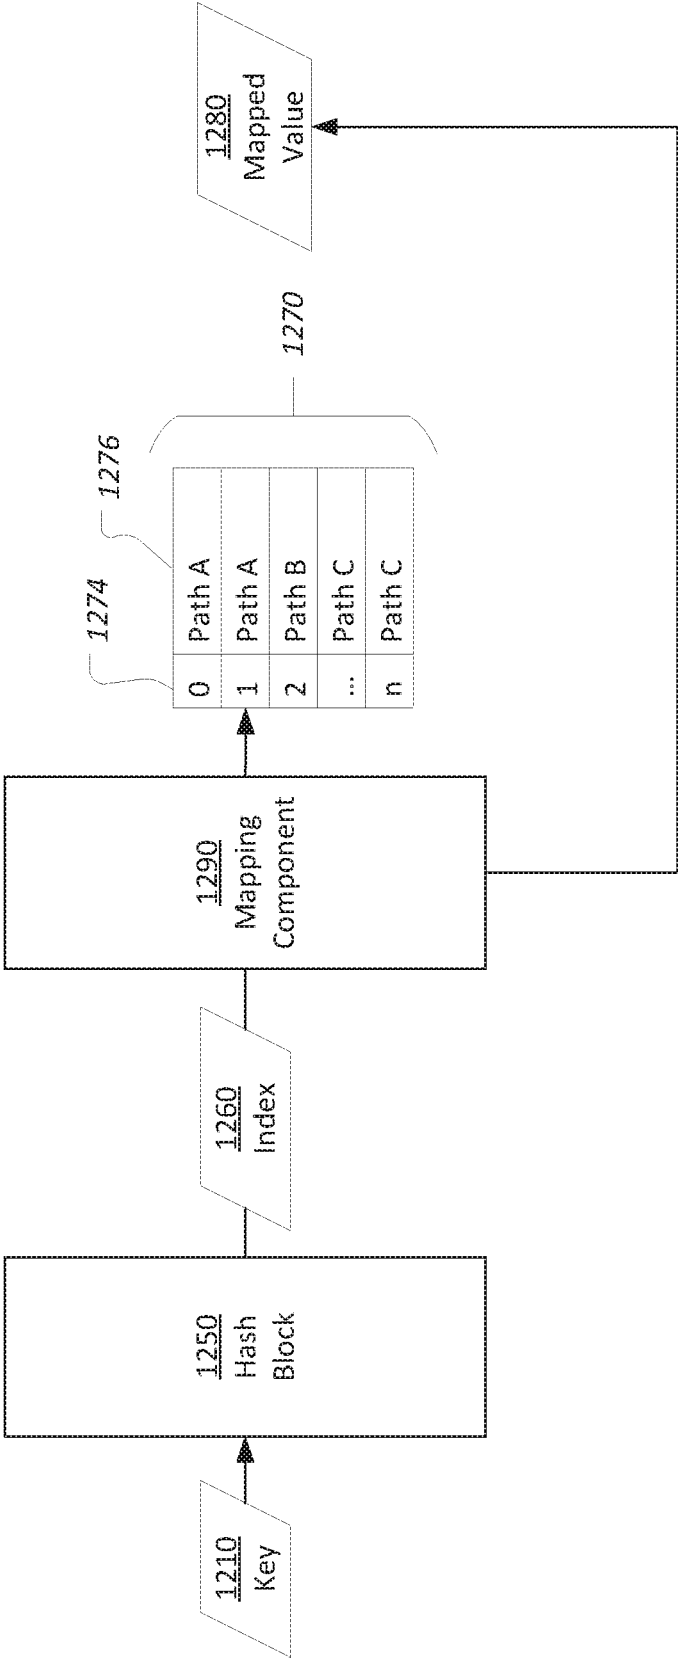 1210
Key
1250
Hash
Block
1260
Index
1290
Mapping
Component
1274
1276
0 Path A
1 Path A
2 Path B
... Path C
n Path C
1270
1280
Mapped
Value